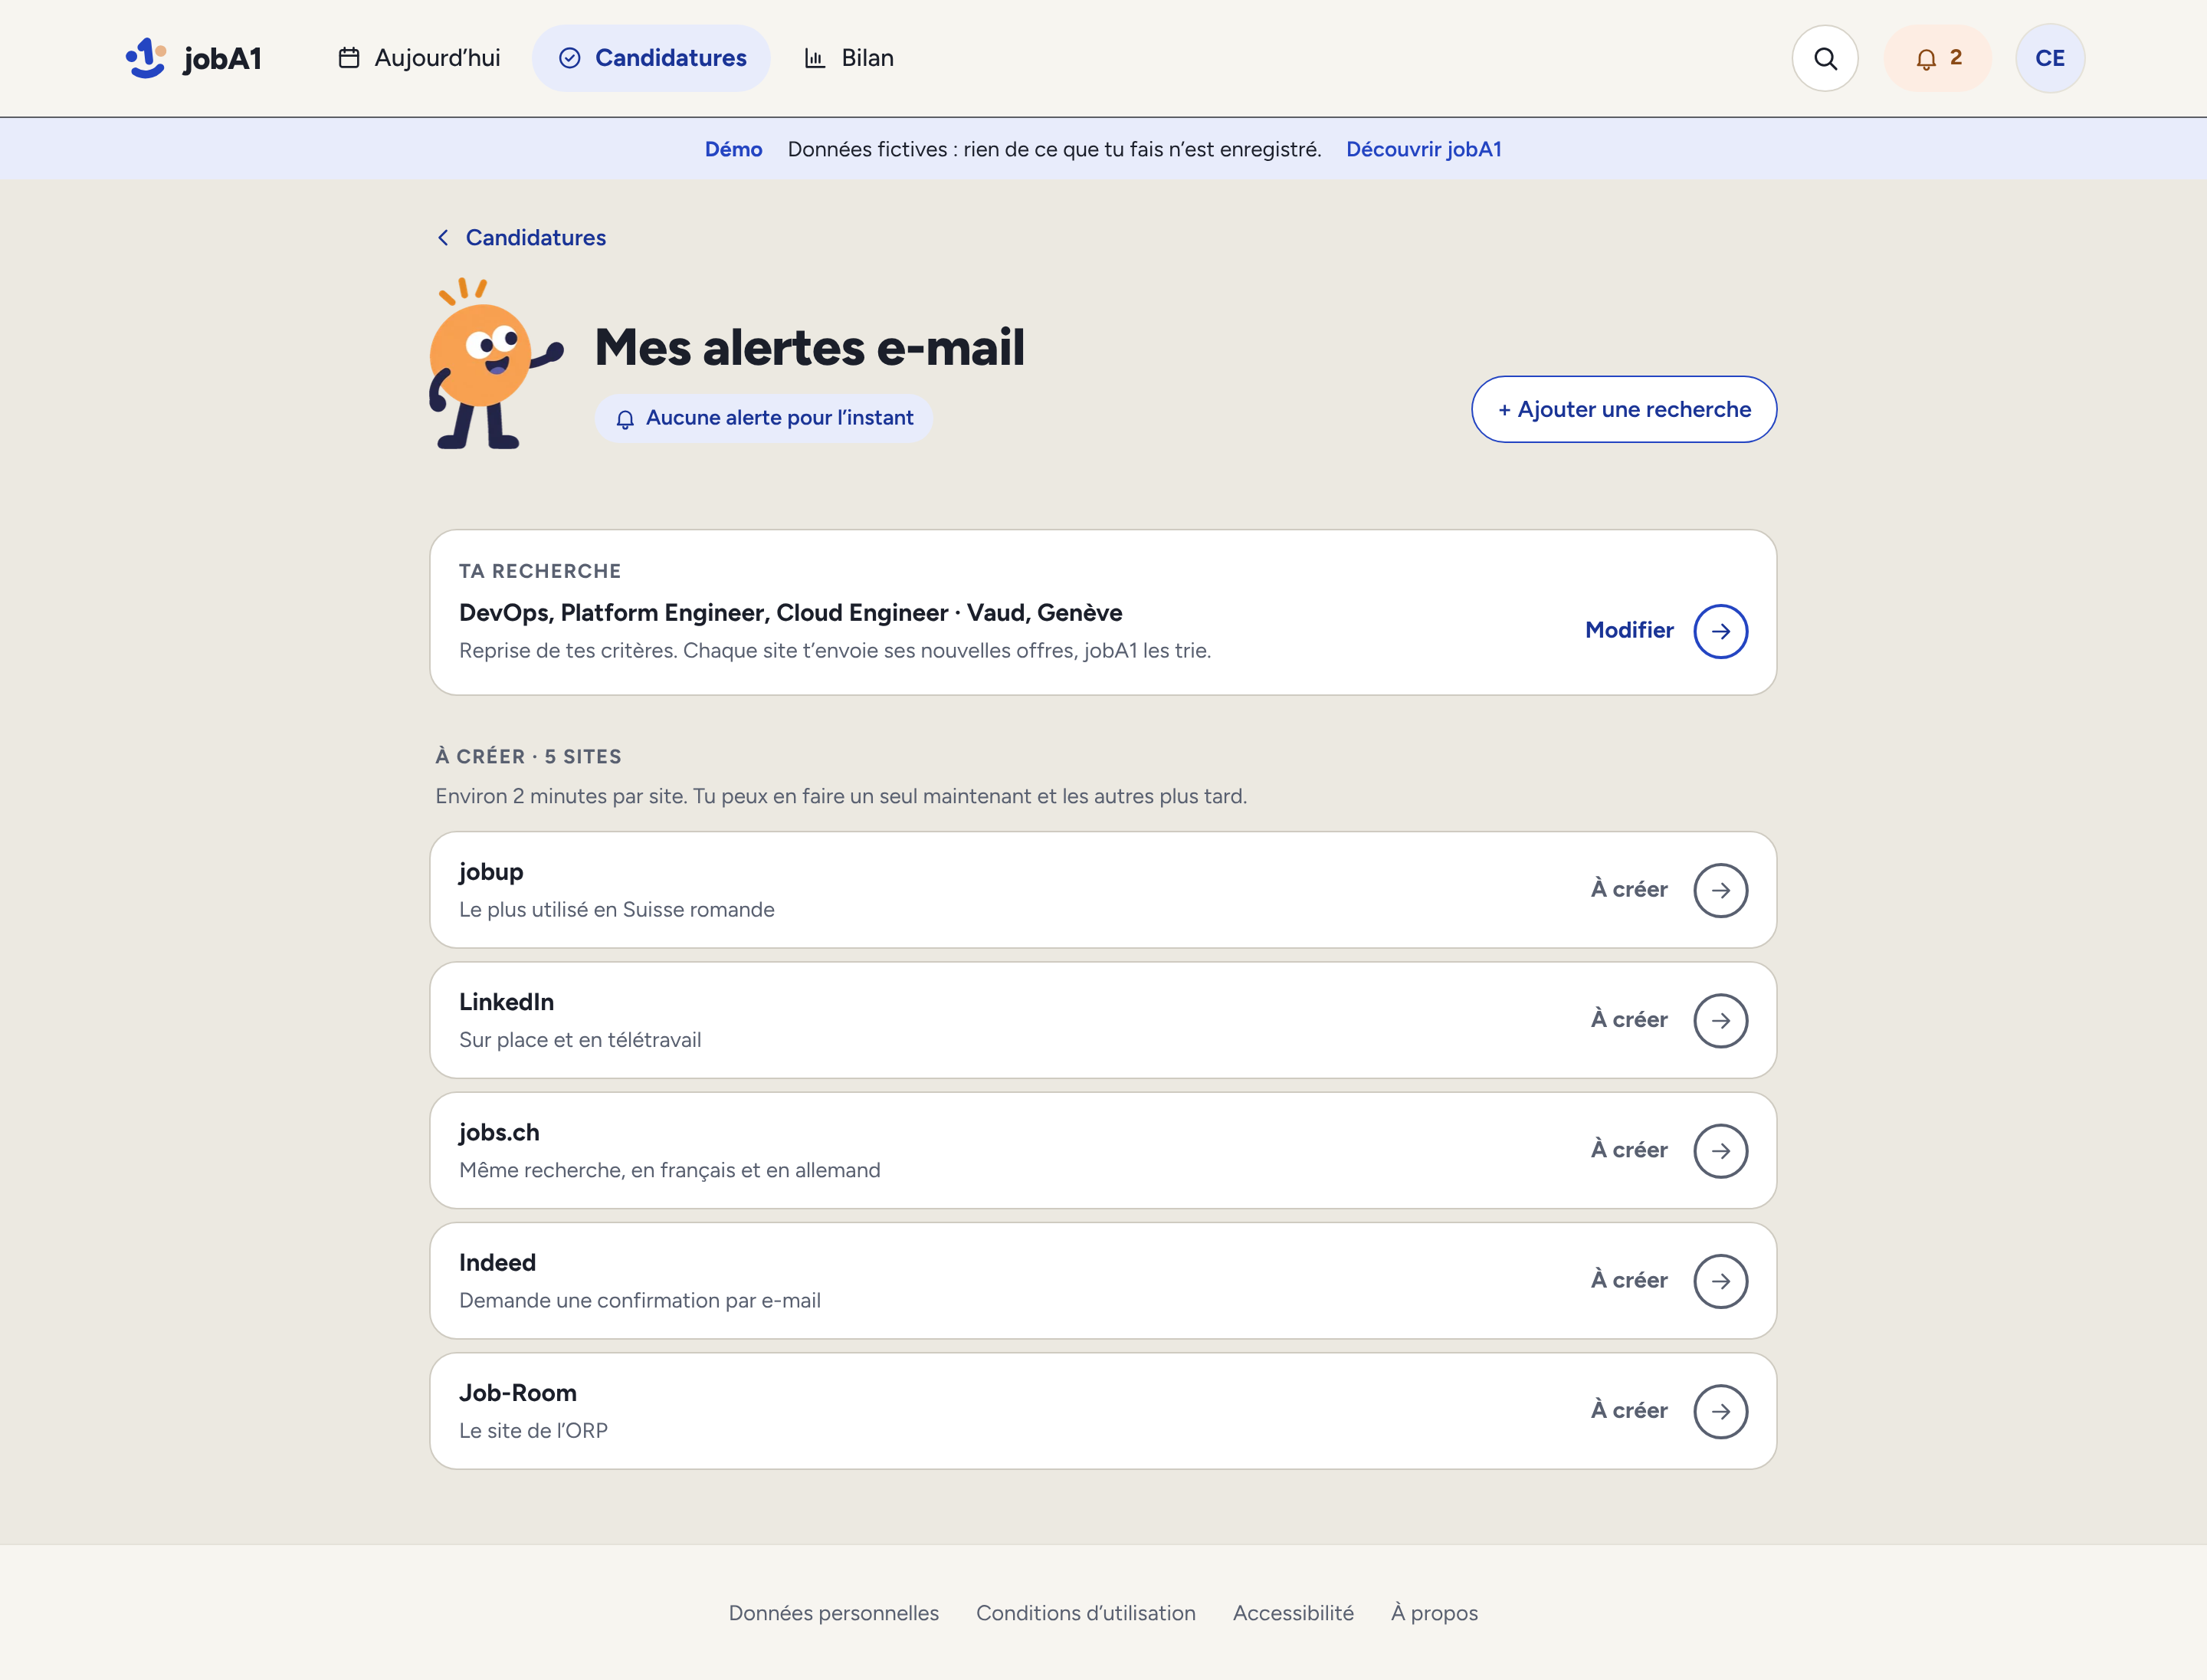 jobA1
Aujourd’hui
Candidatures
Bilan
2
CE
Démo Données fictives : rien de ce que tu fais n’est enregistré. Découvrir jobA1
Candidatures
Mes alertes e-mail
Aucune alerte pour l’instant
+ Ajouter une recherche
TA RECHERCHE
DevOps, Platform Engineer, Cloud Engineer · Vaud, Genève
Reprise de tes critères. Chaque site t’envoie ses nouvelles offres, jobA1 les trie.
Modifier
À CRÉER · 5 SITES
Environ 2 minutes par site. Tu peux en faire un seul maintenant et les autres plus tard.
jobup
Le plus utilisé en Suisse romande
À créer
LinkedIn
Sur place et en télétravail
À créer
jobs.ch
Même recherche, en français et en allemand
À créer
Indeed
Demande une confirmation par e-mail
À créer
Job-Room
Le site de l’ORP
À créer
Données personnelles Conditions d’utilisation Accessibilité À propos